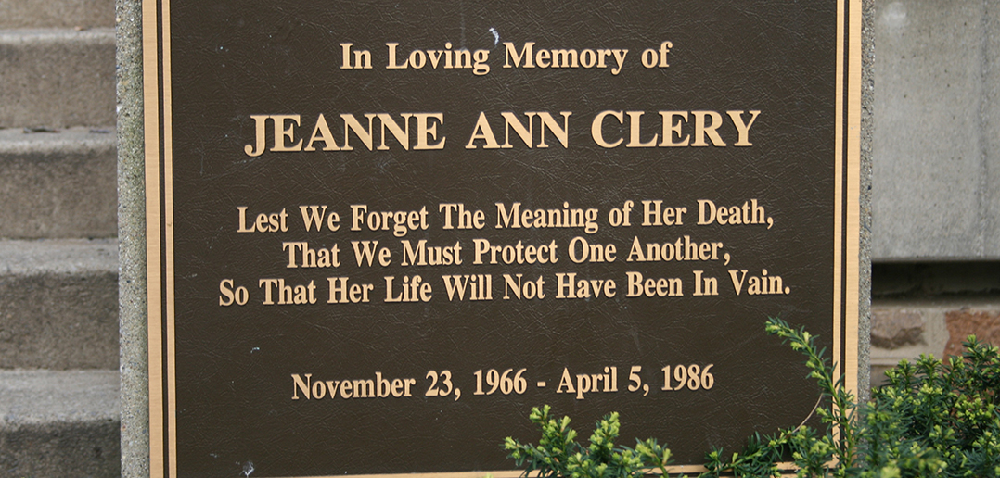 In Loving Memory of
JEANNE ANN CLERY
Lest We Forget The Meaning of Her Death,
That We Must Protect One Another,
So That Her Life Will Not Have Been In Vain.
November 23, 1966 - April 5, 1986